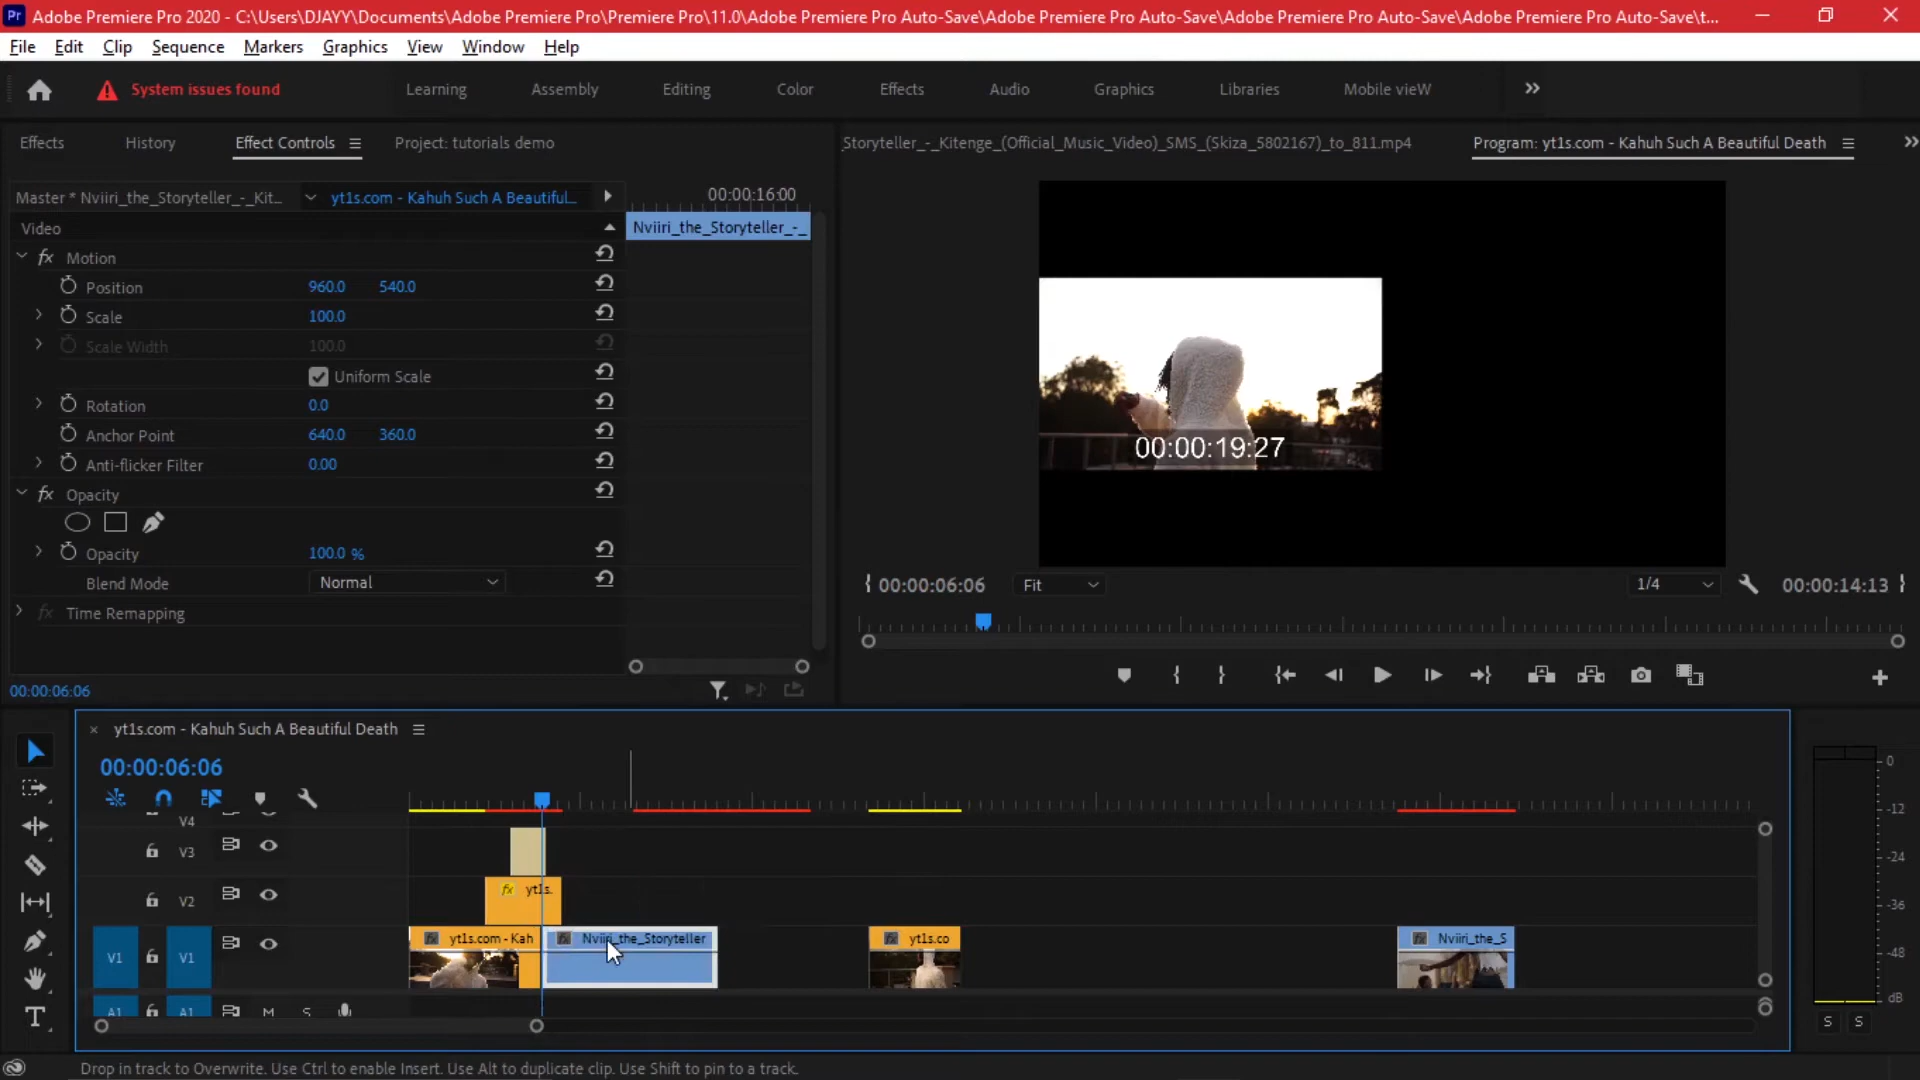 Adobe Premiere Pro 2020 - C:\Users\DJAYY\Documents\Adobe Premiere Pro\Premiere Pro\11.0\Adobe Premiere Pro Auto-Save\Adobe Premiere Pro Auto-Save\Adobe Premiere Pro Auto-Save\Adobe Premiere Pro Auto-Save\t...
File Edit Clip Sequence Markers Graphics View Window Help
System issues found Learning Assembly Editing Color Effects Audio Graphics Libraries Mobile vieW
Effects History Effect Controls Project: tutorials demo
Storyteller_-_Kitenge_(Official_Music_Video)_SMS_(Skiza_5802167)_to_811.mp4 Program: yt1s.com - Kahuh Such A Beautiful Death
Master * Nviiri_the_Storyteller_-_Kit... yt1s.com - Kahuh Such A Beautiful... 00:00:16:00
Video Nviiri_the_Storyteller_-_
fx Motion
Position 960.0 540.0
Scale 100.0
Scale Width 100.0
Uniform Scale
Rotation 0.0
Anchor Point 640.0 360.0
Anti-flicker Filter 0.00
fx Opacity
Opacity 100.0 %
Blend Mode Normal
fx Time Remapping
00:00:06:06
00:00:19:27
00:00:06:06 Fit 1/4 00:00:14:13
yt1s.com - Kahuh Such A Beautiful Death
00:00:06:06
V4
V3
V2 fx yt1s.
V1 V1 fx yt1s.com - Kah fx Nviiri_the_Storyteller fx yt1s.co fx Nviiri_the_S
A1 A1 M S
0
-12
-24
-36
-48
dB
S S
Drop in track to Overwrite. Use Ctrl to enable Insert. Use Alt to duplicate clip. Use Shift to pin to a track.